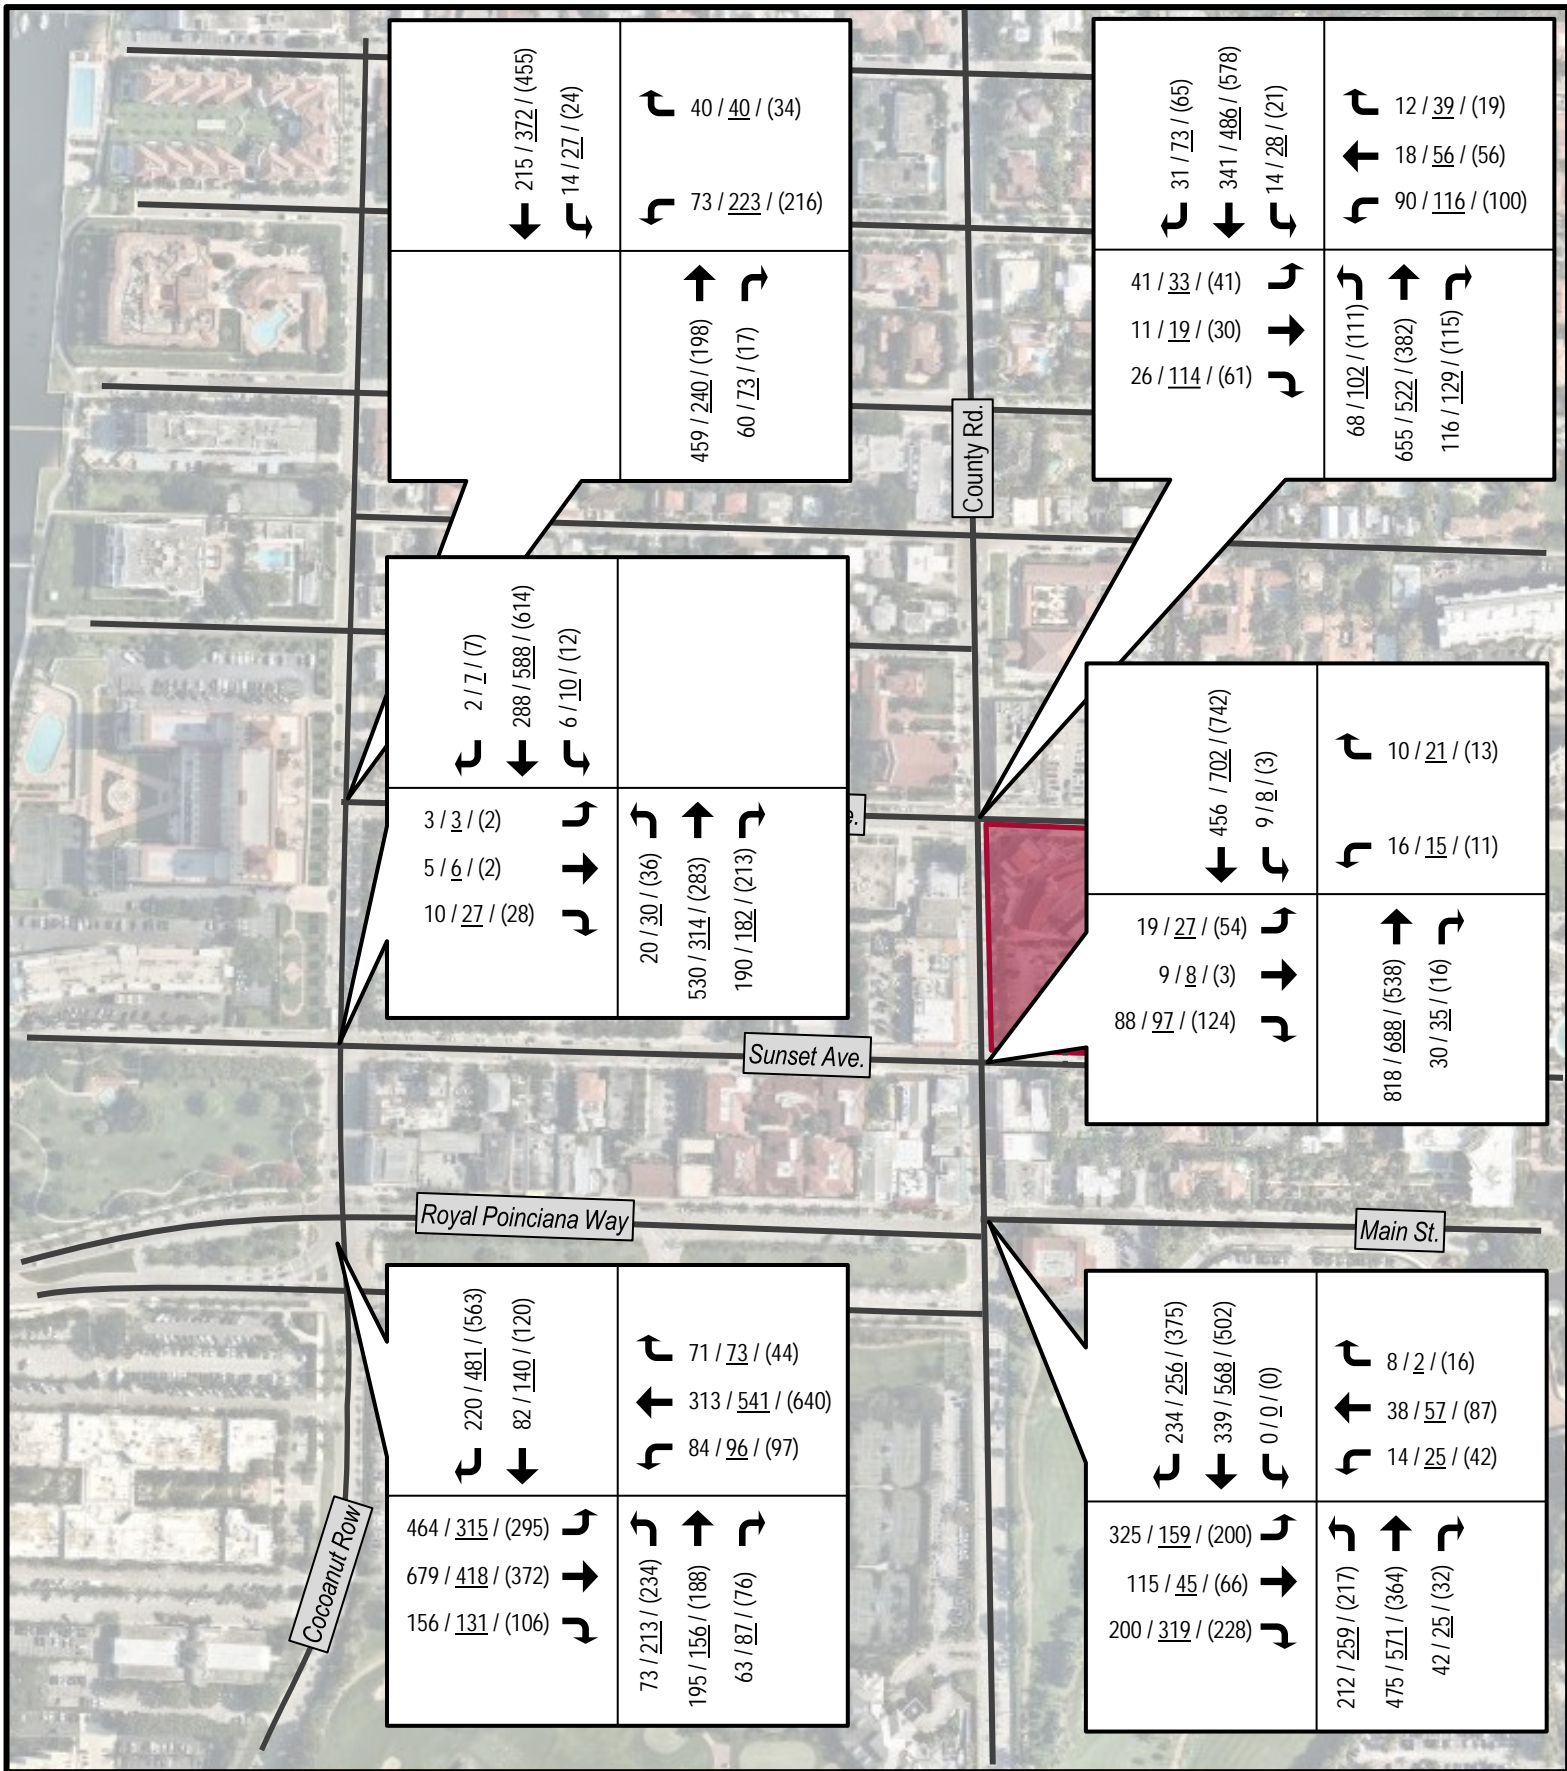 215 / 372 / (455)
14 / 27 / (24)
40 / 40 / (34)
73 / 223 / (216)
459 / 240 / (198)
60 / 73 / (17)
31 / 73 / (65)
341 / 486 / (578)
14 / 28 / (21)
12 / 39 / (19)
18 / 56 / (56)
90 / 116 / (100)
41 / 33 / (41)
11 / 19 / (30)
26 / 114 / (61)
68 / 102 / (111)
655 / 522 / (382)
116 / 129 / (115)
County Rd.
2 / 7 / (7)
288 / 588 / (614)
6 / 10 / (12)
3 / 3 / (2)
5 / 6 / (2)
10 / 27 / (28)
20 / 30 / (36)
530 / 314 / (283)
190 / 182 / (213)
456 / 702 / (742)
9 / 8 / (3)
10 / 21 / (13)
16 / 15 / (11)
19 / 27 / (54)
9 / 8 / (3)
88 / 97 / (124)
818 / 688 / (538)
30 / 35 / (16)
Sunset Ave.
Royal Poinciana Way
Main St.
220 / 481 / (563)
82 / 140 / (120)
71 / 73 / (44)
313 / 541 / (640)
84 / 96 / (97)
464 / 315 / (295)
679 / 418 / (372)
156 / 131 / (106)
73 / 213 / (234)
195 / 156 / (188)
63 / 87 / (76)
Cocoanut Row
234 / 256 / (375)
339 / 568 / (502)
0 / 0 / (0)
8 / 2 / (16)
38 / 57 / (87)
14 / 25 / (42)
325 / 159 / (200)
115 / 45 / (66)
200 / 319 / (228)
212 / 259 / (217)
475 / 571 / (364)
42 / 25 / (32)